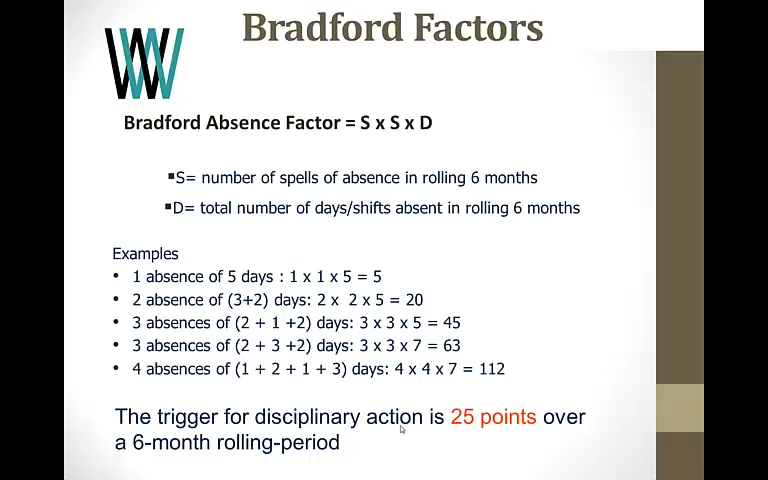 Bradford Factors
Bradford Absence Factor = S x S x D
▪S= number of spells of absence in rolling 6 months
▪D= total number of days/shifts absent in rolling 6 months
Examples
• 1 absence of 5 days : 1 x 1 x 5 = 5
• 2 absence of (3+2) days: 2 x 2 x 5 = 20
• 3 absences of (2 + 1 +2) days: 3 x 3 x 5 = 45
• 3 absences of (2 + 3 +2) days: 3 x 3 x 7 = 63
• 4 absences of (1 + 2 + 1 + 3) days: 4 x 4 x 7 = 112
The trigger for disciplinary action is 25 points over
a 6-month rolling-period